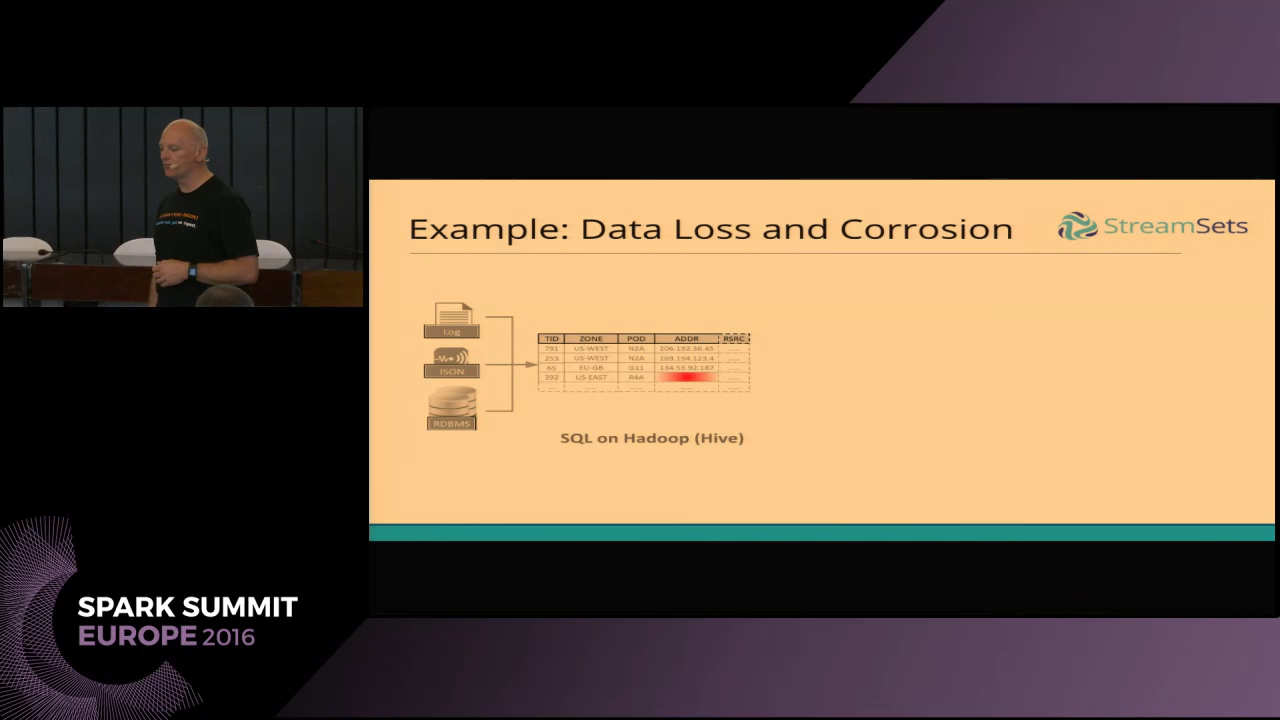 Example: Data Loss and Corrosion
StreamSets
Log
JSON
RDBMS
TID ZONE POD ADDR RSRC
791 US-WEST N2A 206.192.36.45 ......
253 US-WEST N2A 169.194.123.4 ......
65 EU-GB G11 134.53.92.187 ......
392 US-EAST R4A ......
SQL on Hadoop (Hive)
SPARK SUMMIT
EUROPE 2016